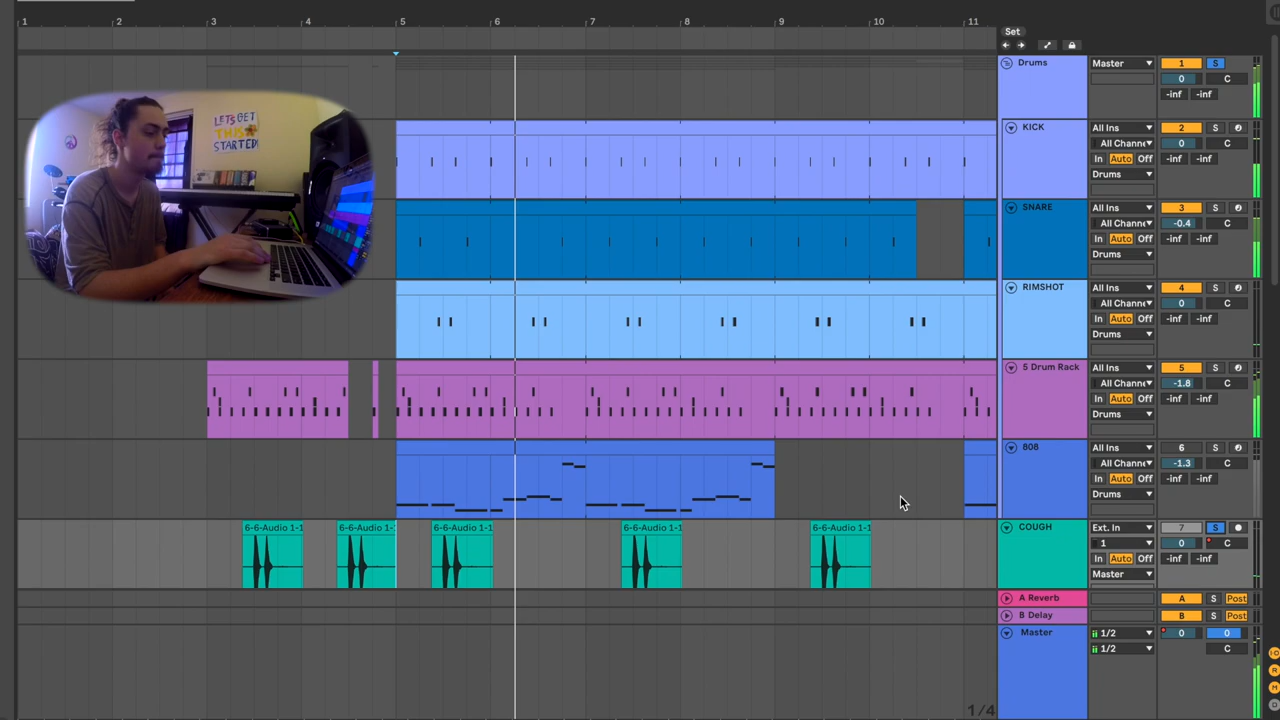 1 2 3 4 5 6 7 8 9 10 11
Set
LET'S GET
THIS
STARTED!
Drums Master 1 S
0 C
-inf -inf
KICK All Ins 2 S
All Channe 0 C
In Auto Off -inf -inf
Drums
SNARE All Ins 3 S
All Channe -0.4 C
In Auto Off -inf -inf
Drums
RIMSHOT All Ins 4 S
All Channe 0 C
In Auto Off -inf -inf
Drums
5 Drum Rack All Ins 5 S
All Channe -1.8 C
In Auto Off -inf -inf
Drums
808 All Ins 6 S
All Channe -1.3 C
In Auto Off -inf -inf
Drums
6-6-Audio 1-1 6-6-Audio 1- 6-6-Audio 1-1 6-6-Audio 1-1 6-6-Audio 1-1 COUGH Ext. In 7 S
1 0 C
In Auto Off -inf -inf
Master
A Reverb A S Post
B Delay B S Post
Master 1/2 0 0
1/2 C
1/4